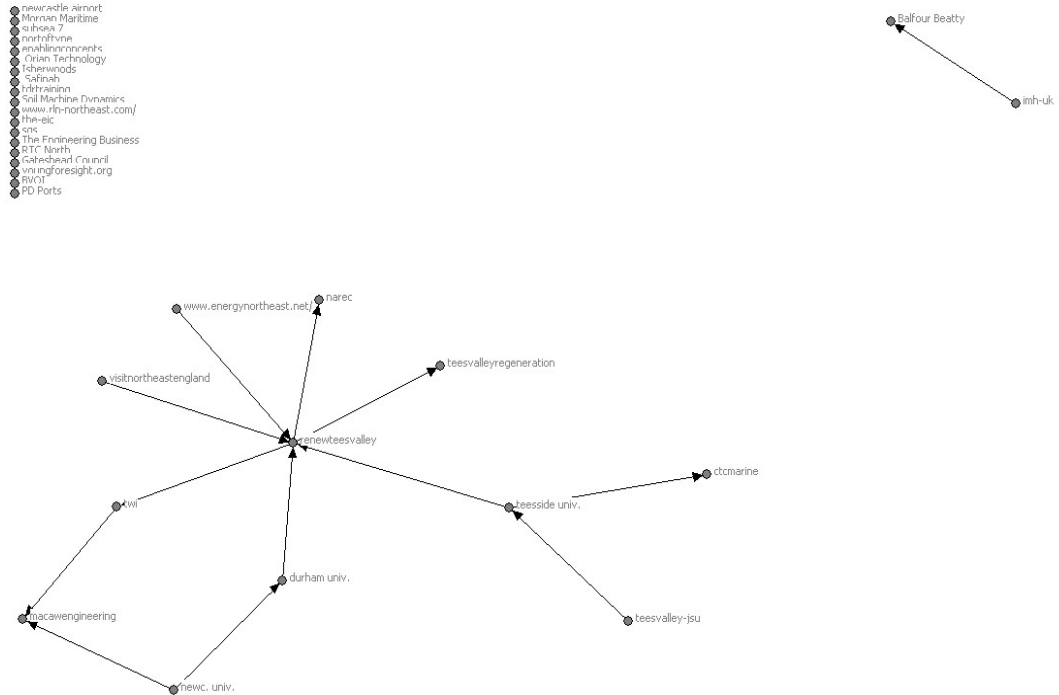 newcastle airport
Morgan Maritime
subsea 7
portoftyne
enablingconcepts
Orian Technology
Isherwoods
Safinah
tdrtraining
Soil Machine Dynamics
www.rln-northeast.com/
the-eic
sgs
The Engineering Business
RTC North
Gateshead Council
youngforesight.org
BVQI
PD Ports
Balfour Beatty
imh-uk
www.energynortheast.net/
narec
teesvalleyregeneration
visitnortheastengland
renewteesvalley
ctcmarine
twi
teesside univ.
durham univ.
macawengineering
teesvalley-jsu
newc. univ.